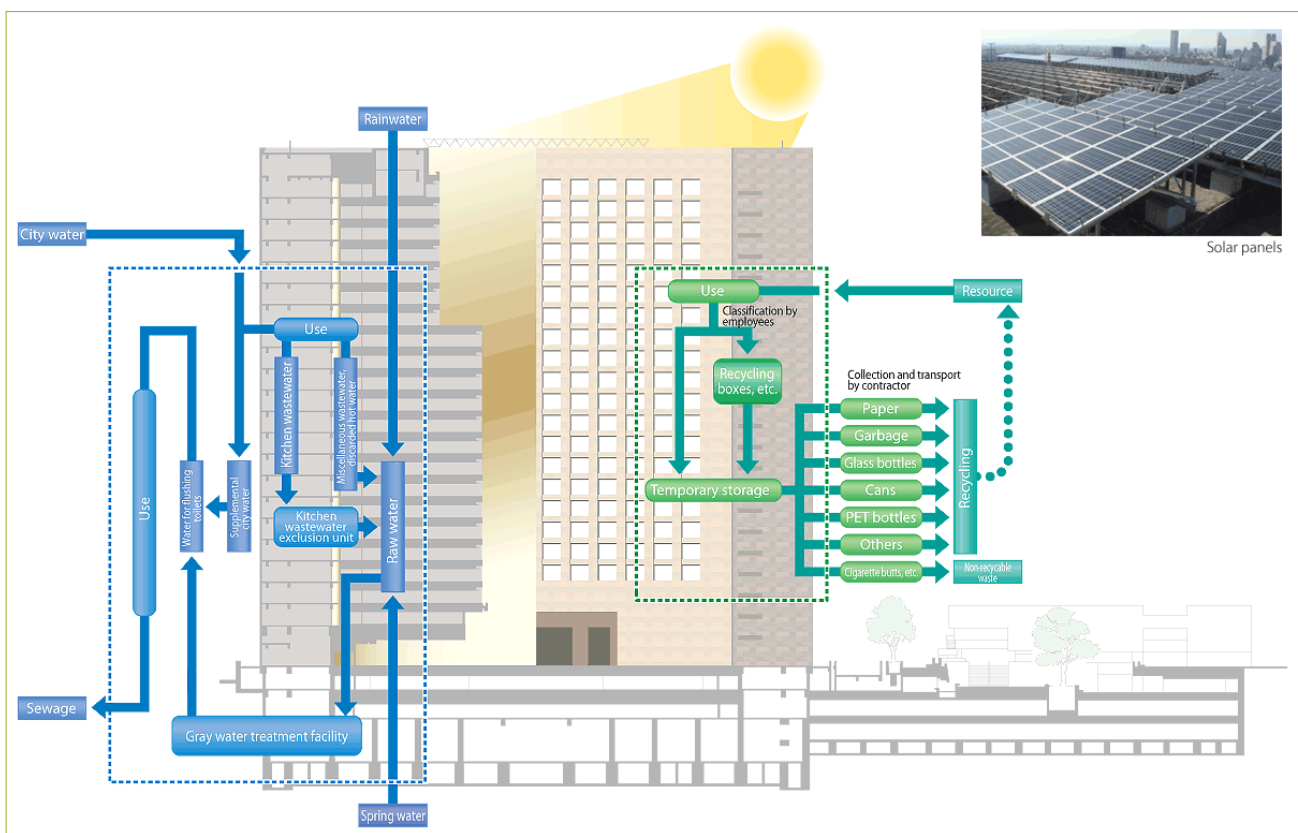 Solar panels
Rainwater
City water
Use
Kitchen wastewater
Miscellaneous wastewater,
discarded hot water
Kitchen
wastewater
exclusion unit
Raw water
Supplemental
city water
Water for flushing
toilets
Use
Sewage
Gray water treatment facility
Spring water
Use
Resource
Classification by
employees
Recycling
boxes, etc.
Temporary storage
Collection and transport
by contractor
Paper
Garbage
Glass bottles
Cans
PET bottles
Others
Cigarette butts, etc.
Recycling
Non-recycable
waste